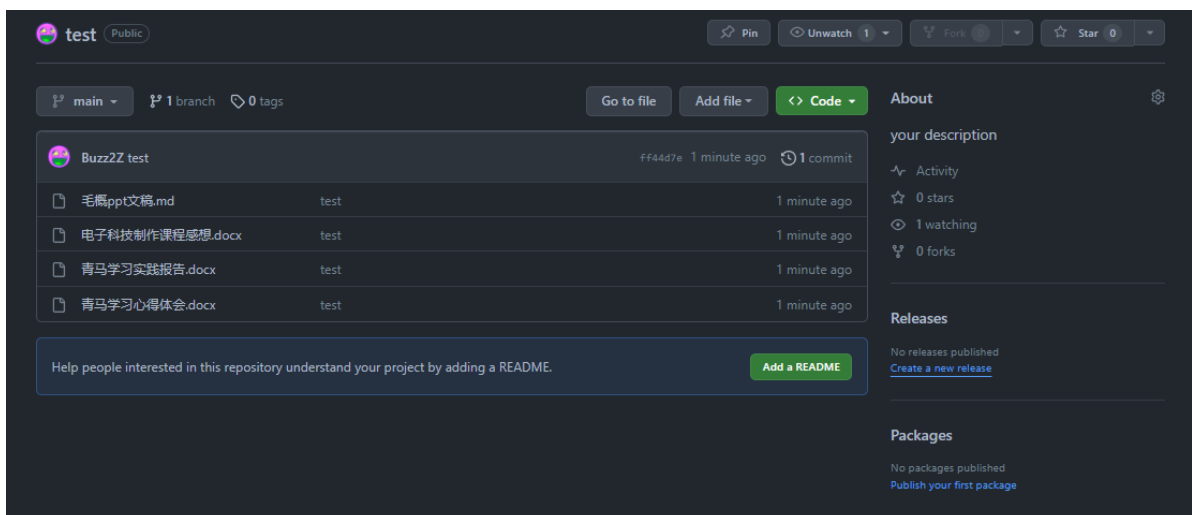 test Public Pin Unwatch 1 Fork 0 Star 0
main 1 branch 0 tags Go to file Add file <> Code
Buzz2Z test ff44d7e 1 minute ago 1 commit
毛概ppt文稿.md test 1 minute ago
电子科技制作课程感想.docx test 1 minute ago
青马学习实践报告.docx test 1 minute ago
青马学习心得体会.docx test 1 minute ago
Help people interested in this repository understand your project by adding a README. Add a README
About
your description
Activity
0 stars
1 watching
0 forks
Releases
No releases published
Create a new release
Packages
No packages published
Publish your first package